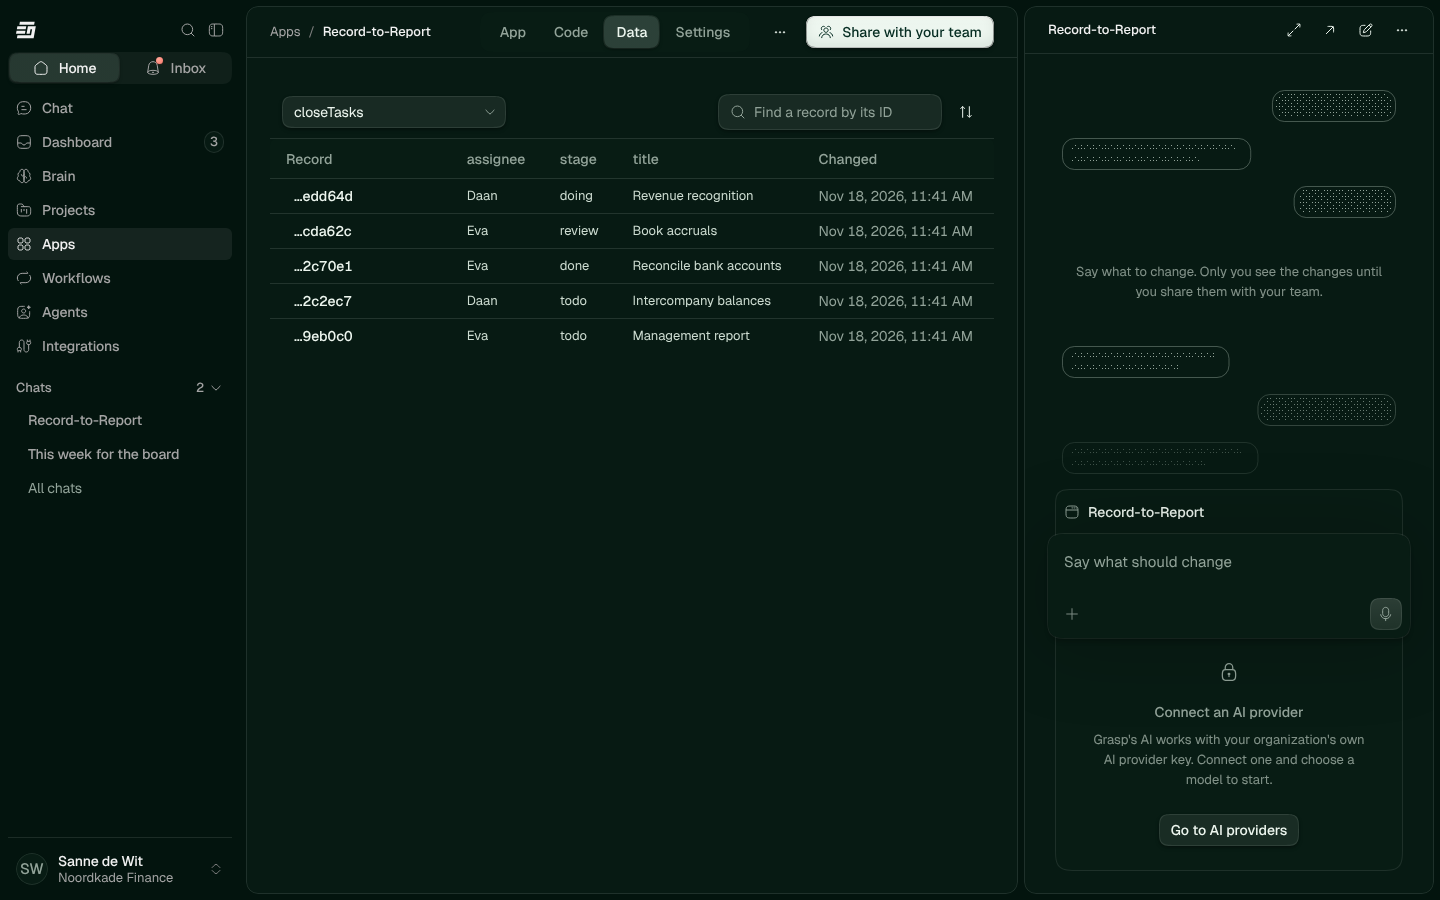 Home
Inbox
Chat
Dashboard
3
Brain
Projects
Apps
Workflows
Agents
Integrations
Chats
2
Record-to-Report
This week for the board
All chats
SW
Sanne de Wit
Noordkade Finance
Apps / Record-to-Report
App
Code
Data
Settings
Share with your team
closeTasks
Find a record by its ID
Record assignee stage title Changed
...edd64d Daan doing Revenue recognition Nov 18, 2026, 11:41 AM
...cda62c Eva review Book accruals Nov 18, 2026, 11:41 AM
...2c70e1 Eva done Reconcile bank accounts Nov 18, 2026, 11:41 AM
...2c2ec7 Daan todo Intercompany balances Nov 18, 2026, 11:41 AM
...9eb0c0 Eva todo Management report Nov 18, 2026, 11:41 AM
Record-to-Report
Say what to change. Only you see the changes until
you share them with your team.
Record-to-Report
Say what should change
Connect an AI provider
Grasp's AI works with your organization's own
AI provider key. Connect one and choose a
model to start.
Go to AI providers